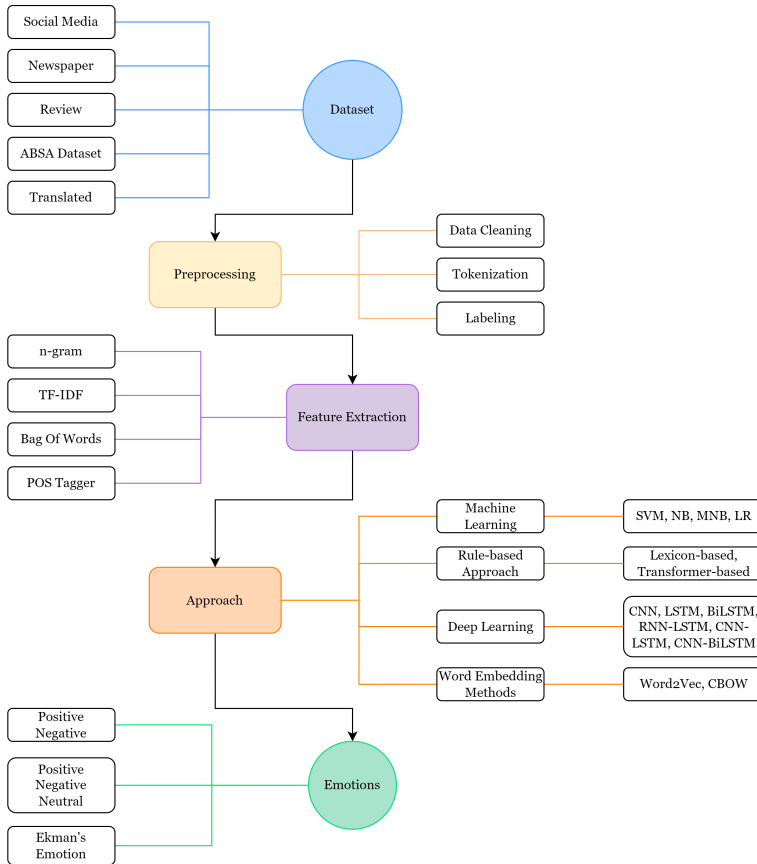 Social Media
Newspaper
Review
ABSA Dataset
Translated
Dataset
Preprocessing
Data Cleaning
Tokenization
Labeling
n-gram
TF-IDF
Bag Of Words
POS Tagger
Feature Extraction
Approach
Machine
Learning
SVM, NB, MNB, LR
Rule-based
Approach
Lexicon-based,
Transformer-based
Deep Learning
CNN, LSTM, BiLSTM,
RNN-LSTM, CNN-
LSTM, CNN-BiLSTM
Word Embedding
Methods
Word2Vec, CBOW
Positive
Negative
Positive
Negative
Neutral
Ekman's
Emotion
Emotions